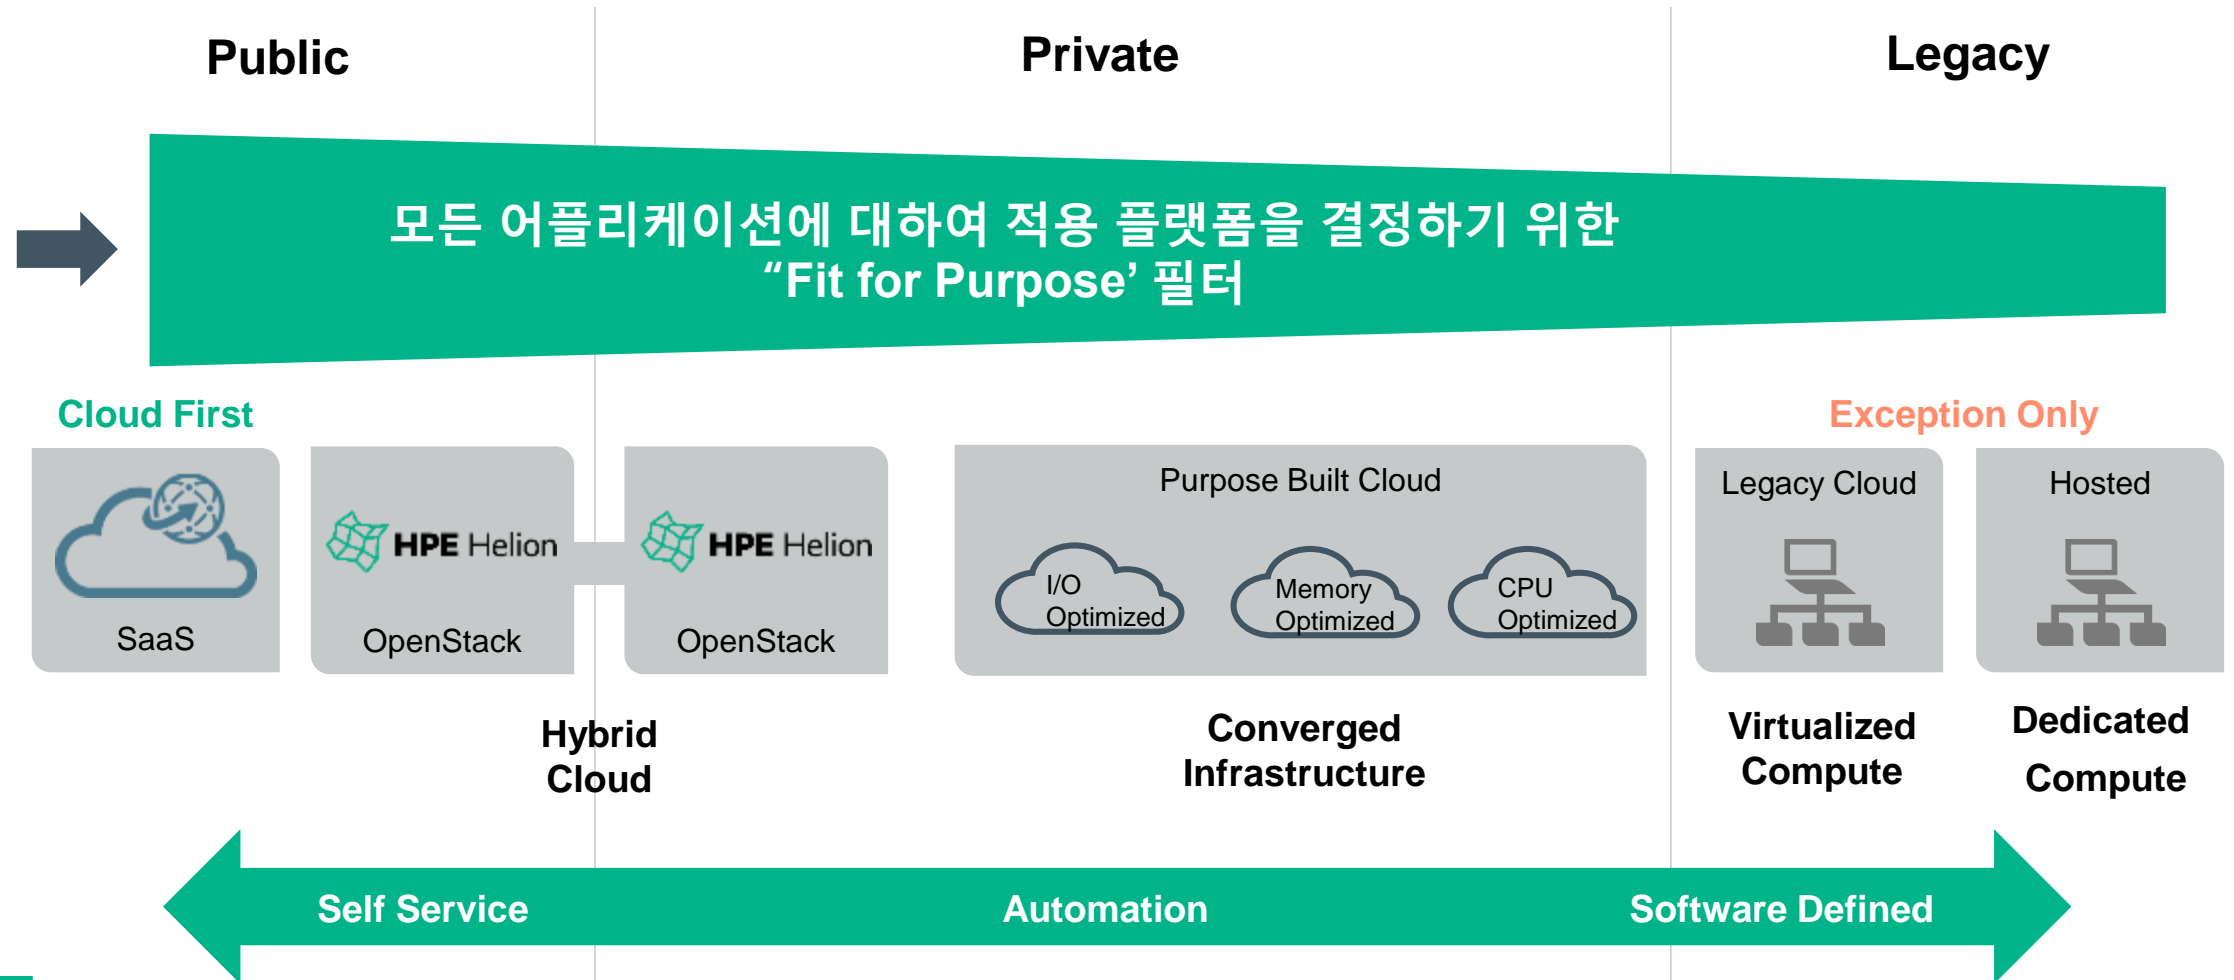 Public
Private
Legacy
모든 어플리케이션에 대하여 적용 플랫폼을 결정하기 위한
“Fit for Purpose’ 필터
Cloud First
Exception Only
SaaS
HPE Helion
OpenStack
HPE Helion
OpenStack
Purpose Built Cloud
I/O
Optimized
Memory
Optimized
CPU
Optimized
Legacy Cloud
Hosted
Hybrid
Cloud
Converged
Infrastructure
Virtualized
Compute
Dedicated
Compute
Self Service
Automation
Software Defined